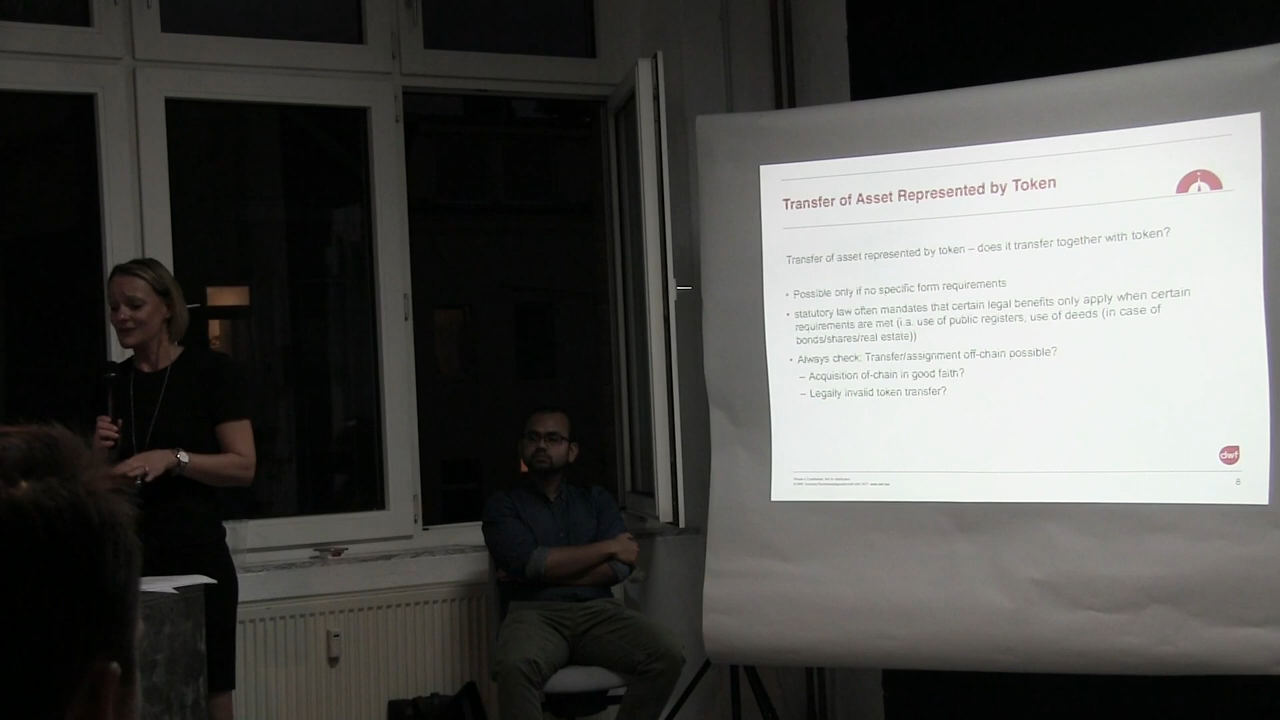 Transfer of Asset Represented by Token
Transfer of asset represented by token – does it transfer together with token?
• Possible only if no specific form requirements
• statutory law often mandates that certain legal benefits only apply when certain
requirements are met (i.a. use of public registers, use of deeds (in case of
bonds/shares/real estate))
• Always check: Transfer/assignment off-chain possible?
– Acquisition of-chain in good faith?
– Legally invalid token transfer?
dwf
8